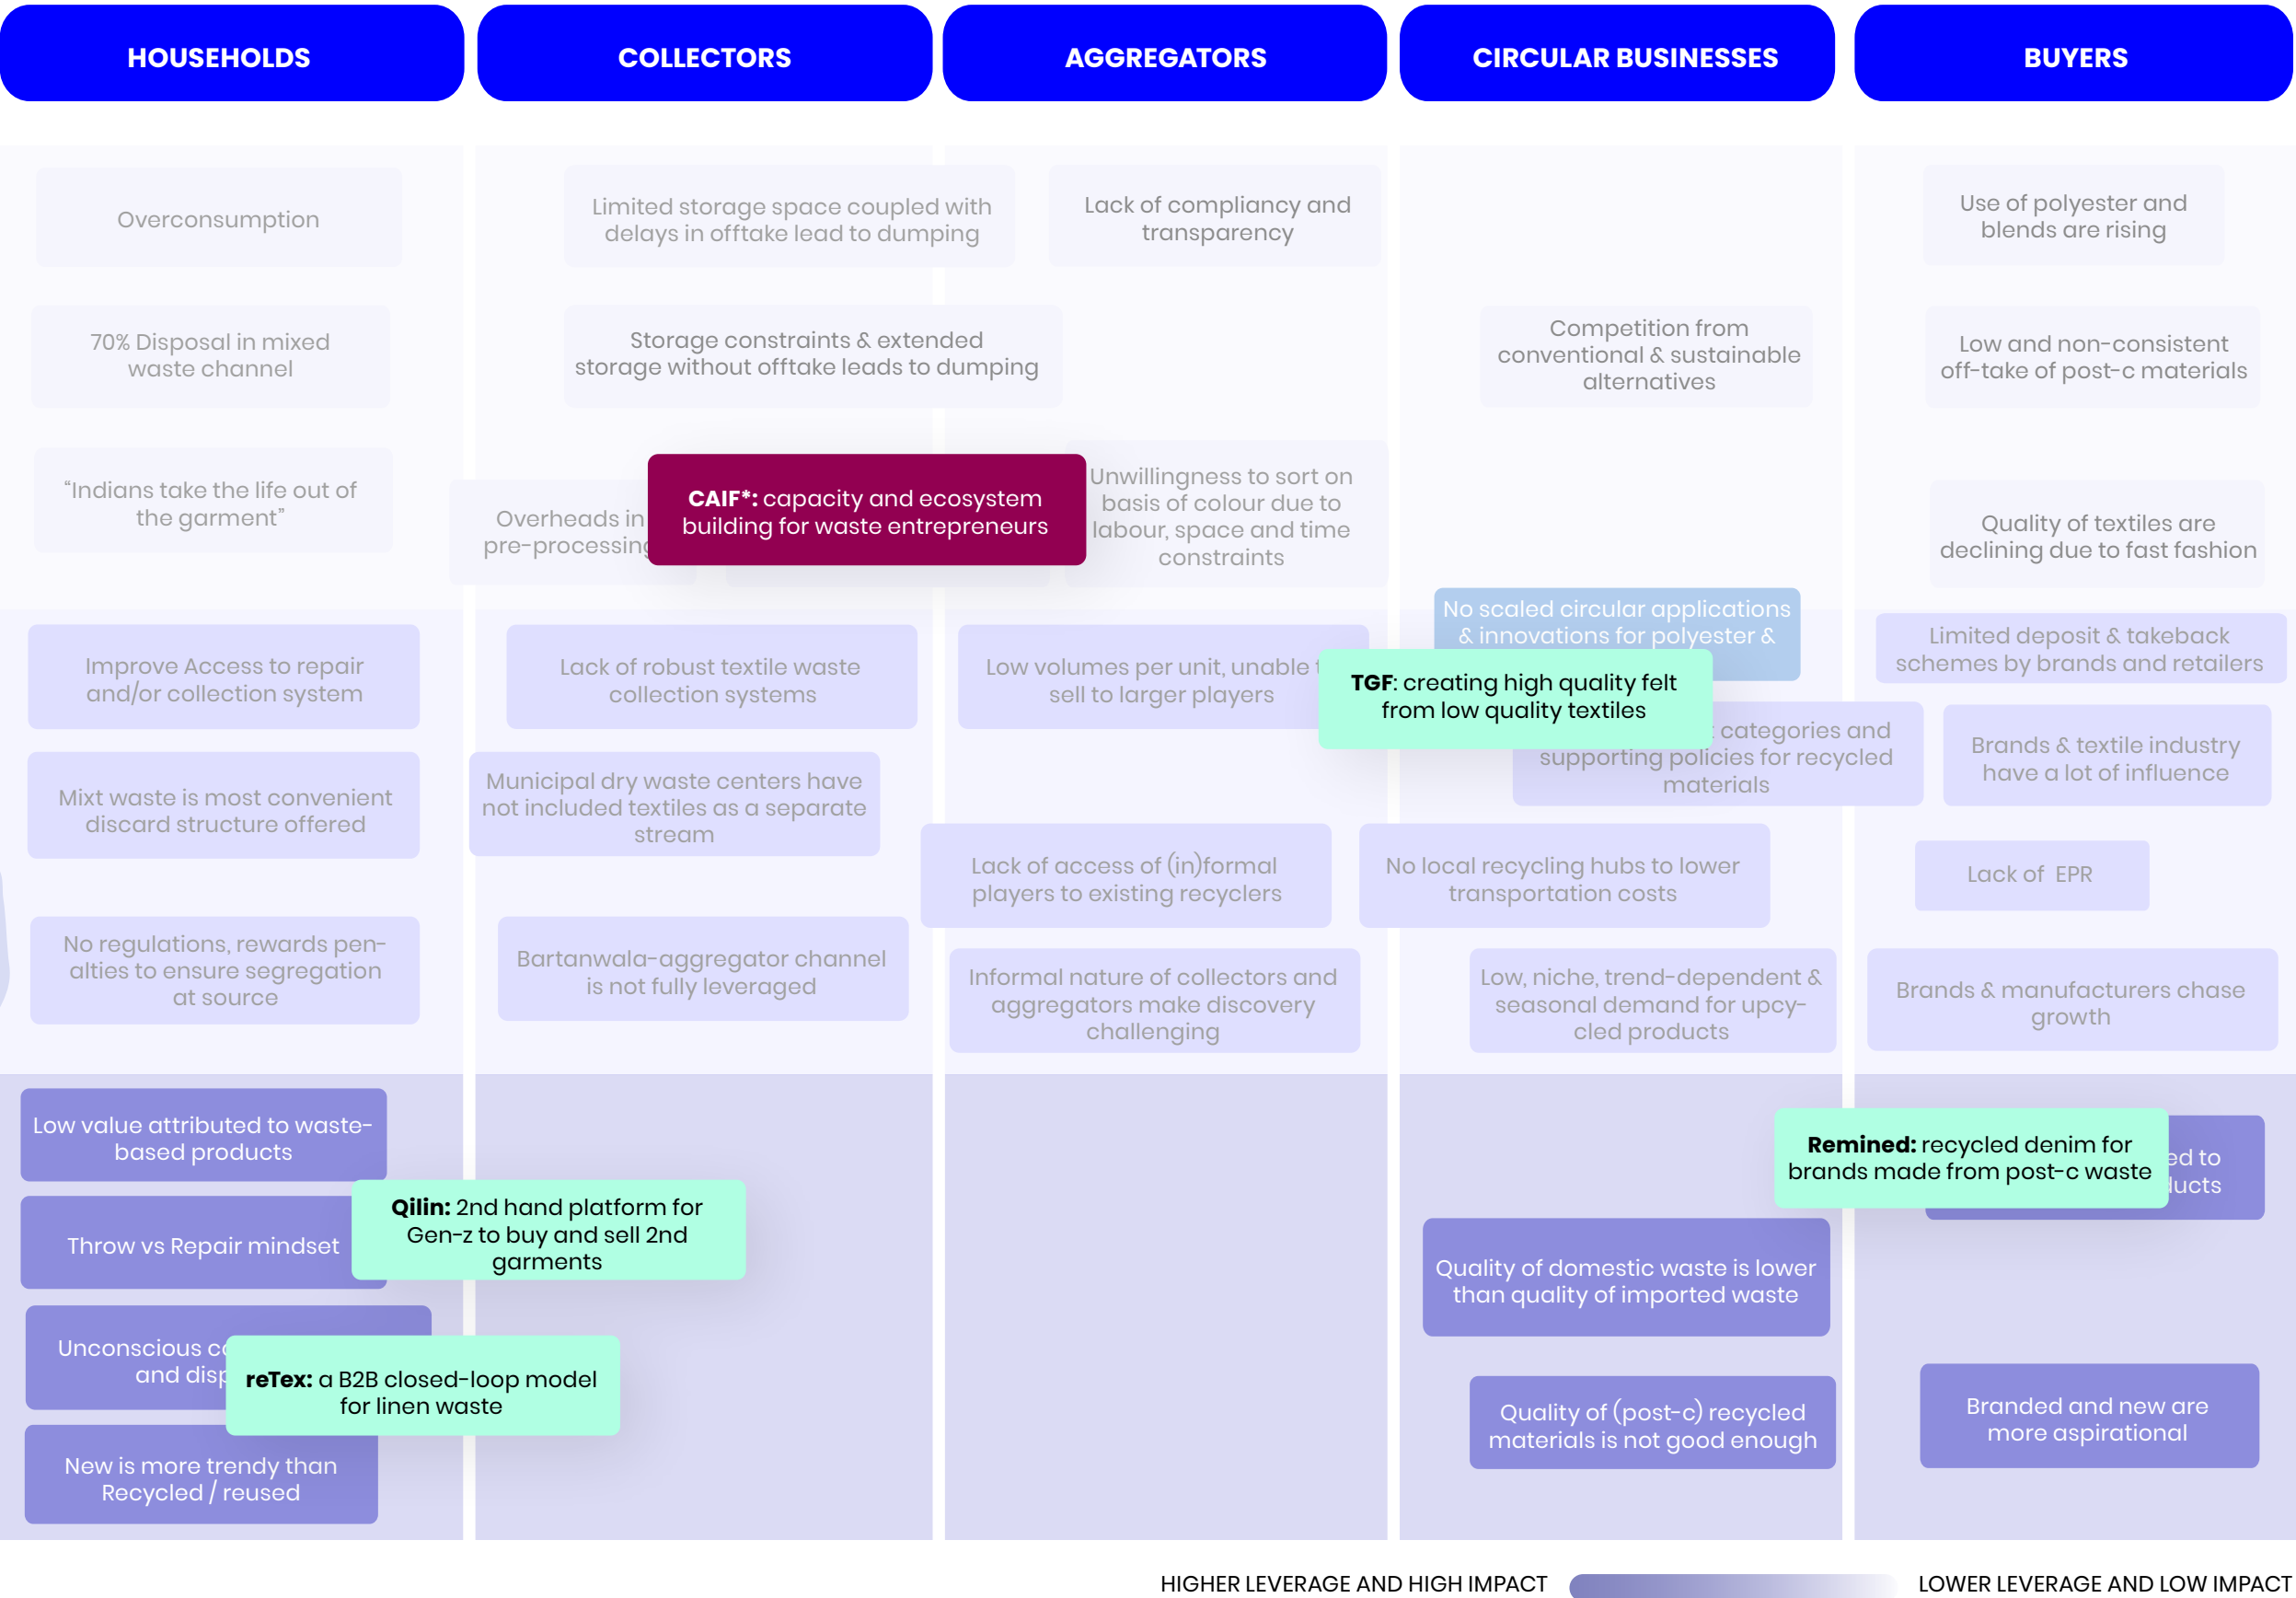 HOUSEHOLDS
COLLECTORS
AGGREGATORS
CIRCULAR BUSINESSES
BUYERS
Overconsumption
Limited storage space coupled with
delays in offtake lead to dumping
Lack of compliancy and
transparency
Use of polyester and
blends are rising
70% Disposal in mixed
waste channel
Storage constraints & extended
storage without offtake leads to dumping
Competition from
conventional & sustainable
alternatives
Low and non-consistent
off-take of post-c materials
“Indians take the life out of
the garment”
Overheads in
pre-processing
CAIF*: capacity and ecosystem
building for waste entrepreneurs
Unwillingness to sort on
basis of colour due to
labour, space and time
constraints
Quality of textiles are
declining due to fast fashion
No scaled circular applications
& innovations for polyester &
Improve Access to repair
and/or collection system
Lack of robust textile waste
collection systems
Low volumes per unit, unable
sell to larger players
TGF: creating high quality felt
from low quality textiles
Limited deposit & takeback
schemes by brands and retailers
categories and
supporting policies for recycled
materials
Brands & textile industry
have a lot of influence
Mixt waste is most convenient
discard structure offered
Municipal dry waste centers have
not included textiles as a separate
stream
Lack of access of (in)formal
players to existing recyclers
No local recycling hubs to lower
transportation costs
Lack of EPR
No regulations, rewards pen-
alties to ensure segregation
at source
Bartanwala-aggregator channel
is not fully leveraged
Informal nature of collectors and
aggregators make discovery
challenging
Low, niche, trend-dependent &
seasonal demand for upcy-
cled products
Brands & manufacturers chase
growth
Low value attributed to waste-
based products
Remined: recycled denim for
brands made from post-c waste
to
Throw vs Repair mindset
Qilin: 2nd hand platform for
Gen-z to buy and sell 2nd
garments
Quality of domestic waste is lower
than quality of imported waste
Unconscious
and
reTex: a B2B closed-loop model
for linen waste
Quality of (post-c) recycled
materials is not good enough
Branded and new are
more aspirational
New is more trendy than
Recycled / reused
HIGHER LEVERAGE AND HIGH IMPACT
LOWER LEVERAGE AND LOW IMPACT